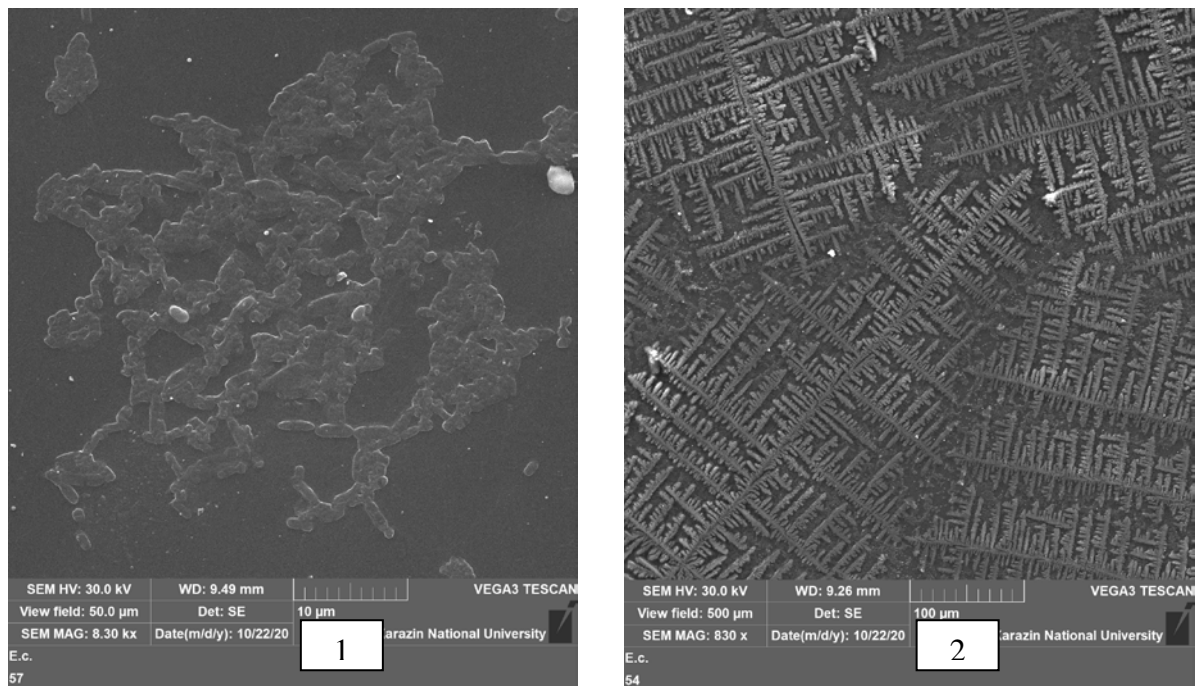 SEM HV: 30.0 kV WD: 9.49 mm VEGA3 TESCAN
View field: 50.0 µm Det: SE 10 µm
SEM MAG: 8.30 kx Date(m/d/y): 10/22/20 Karazin National University
1
E.c.
57
SEM HV: 30.0 kV WD: 9.26 mm VEGA3 TESCAN
View field: 500 µm Det: SE 100 µm
SEM MAG: 830 x Date(m/d/y): 10/22/20 Karazin National University
2
E.c.
54